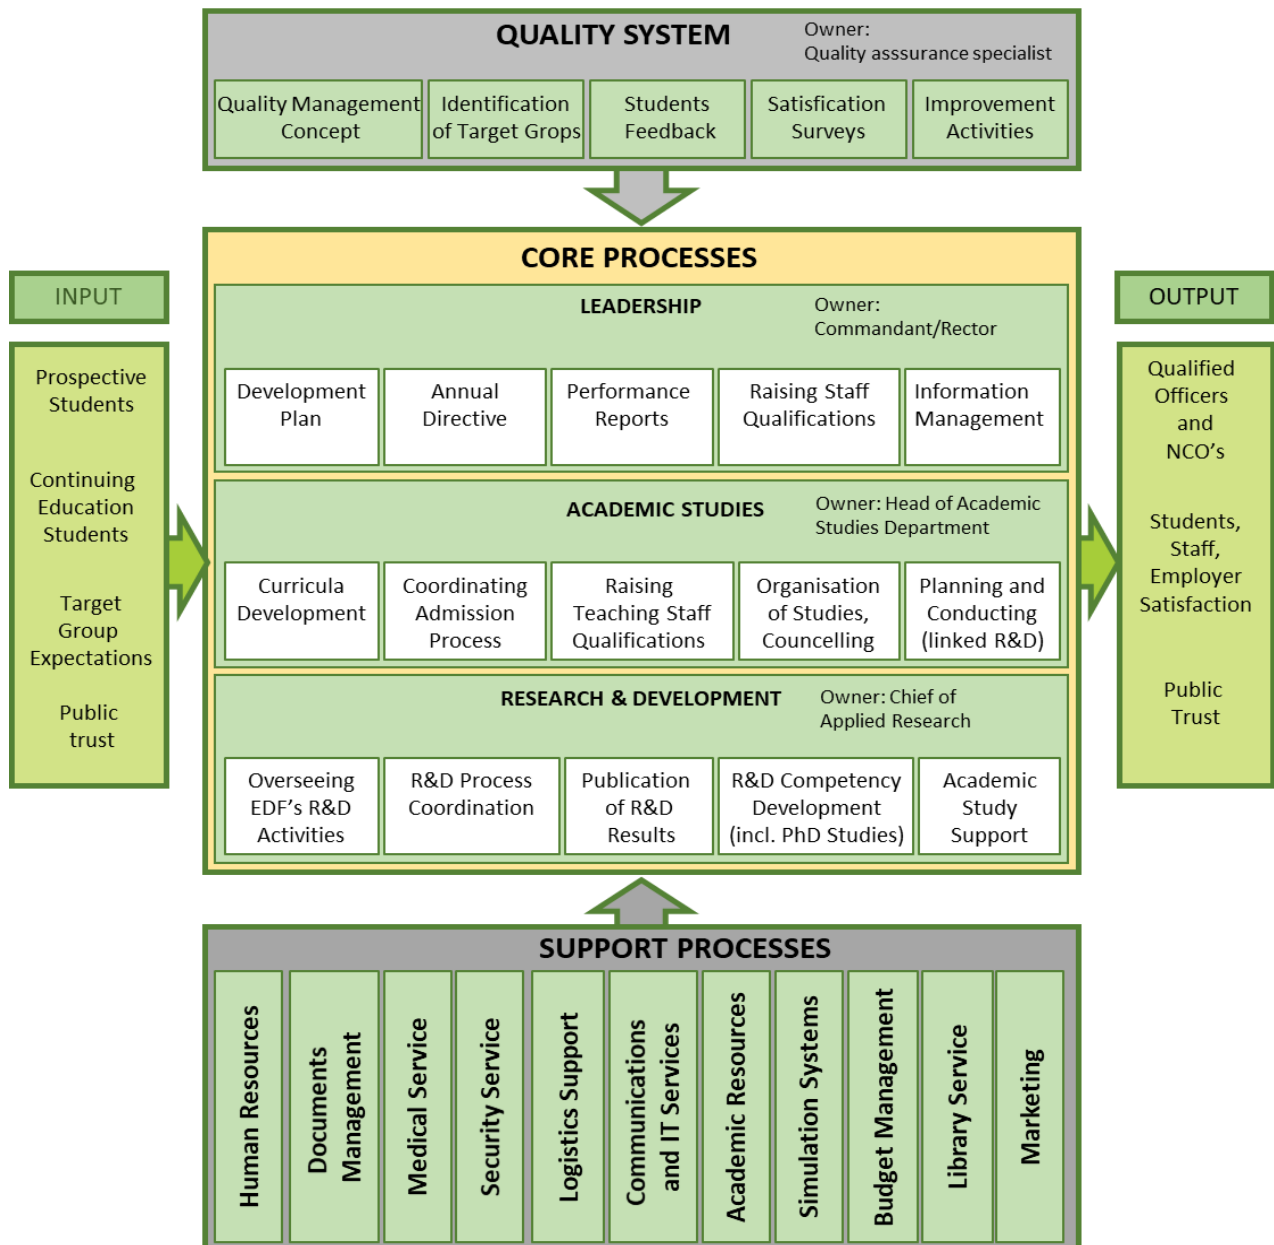 QUALITY SYSTEM
Owner:
Quality asssurance specialist
Quality Management
Concept
Identification
of Target Grops
Students
Feedback
Satisfication
Surveys
Improvement
Activities
CORE PROCESSES
INPUT
Prospective
Students
Continuing
Education
Students
Target
Group
Expectations
Public
trust
LEADERSHIP
Owner:
Commandant/Rector
Development
Plan
Annual
Directive
Performance
Reports
Raising Staff
Qualifications
Information
Management
ACADEMIC STUDIES
Owner: Head of Academic
Studies Department
Curricula
Development
Coordinating
Admission
Process
Raising
Teaching Staff
Qualifications
Organisation
of Studies,
Councelling
Planning and
Conducting
(linked R&D)
RESEARCH & DEVELOPMENT
Owner: Chief of
Applied Research
Overseeing
EDF's R&D
Activities
R&D Process
Coordination
Publication
of R&D
Results
R&D Competency
Development
(incl. PhD Studies)
Academic
Study
Support
OUTPUT
Qualified
Officers
and
NCO's
Students,
Staff,
Employer
Satisfaction
Public
Trust
SUPPORT PROCESSES
Human Resources
Documents
Management
Medical Service
Security Service
Logistics Support
Communications
and IT Services
Academic Resources
Simulation Systems
Budget Management
Library Service
Marketing